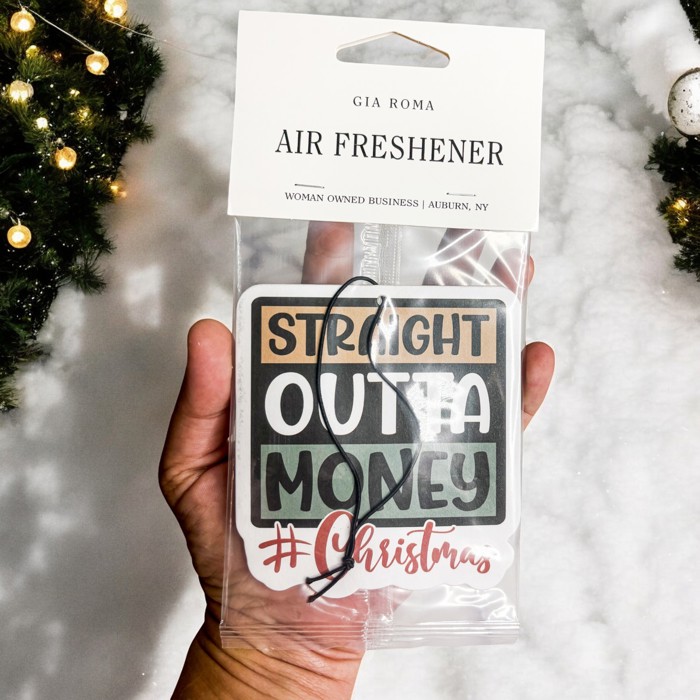 GIA ROMA
AIR FRESHENER
WOMAN OWNED BUSINESS | AUBURN, NY
STRAIGHT
OUTTA
MONEY
#Christmas